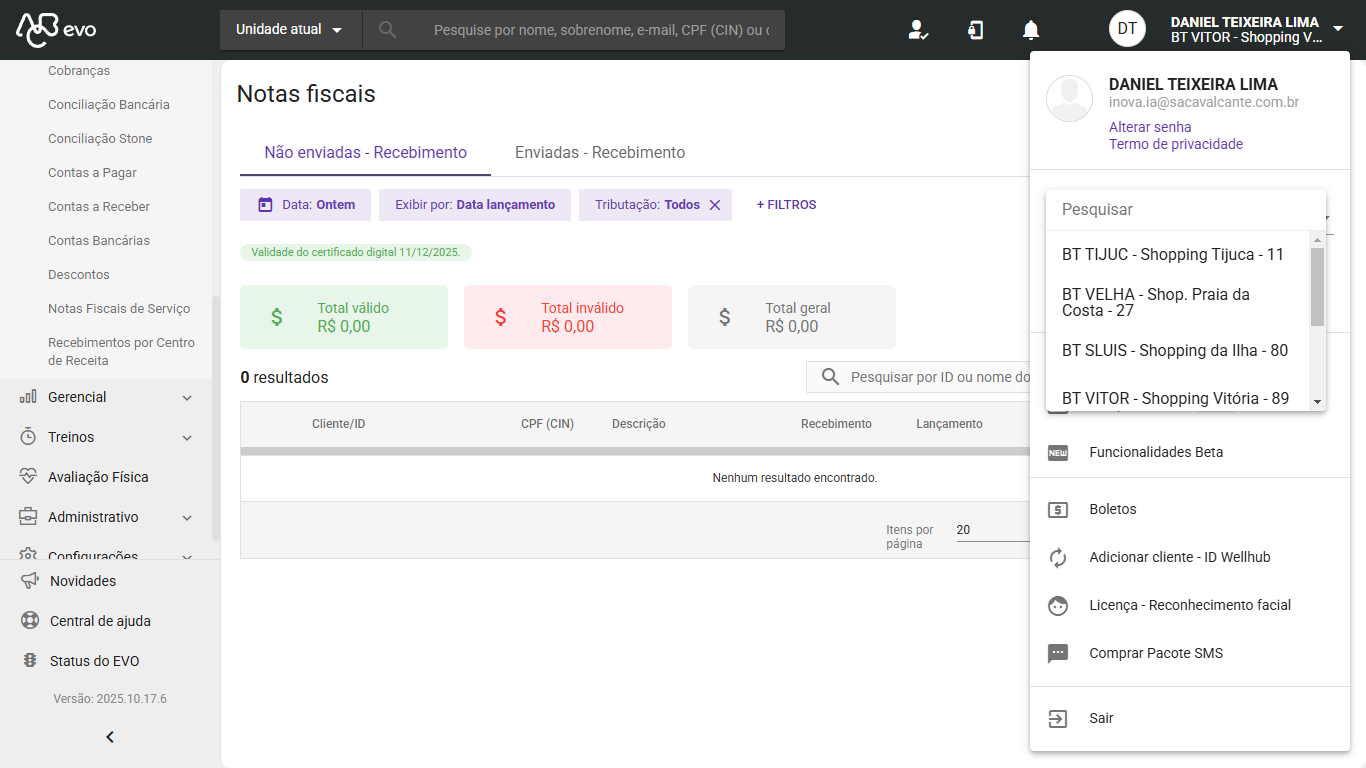 evo
Unidade atual
Pesquise por nome, sobrenome, e-mail, CPF (CIN) ou c
DT
DANIEL TEIXEIRA LIMA
BT VITOR - Shopping V...
Cobranças
Conciliação Bancária
Conciliação Stone
Contas a Pagar
Contas a Receber
Contas Bancárias
Descontos
Notas Fiscais de Serviço
Recebimentos por Centro
de Receita
Gerencial
Treinos
Avaliação Física
Administrativo
Configurações
Novidades
Central de ajuda
Status do EVO
Versão: 2025.10.17.6
Notas fiscais
Não enviadas - Recebimento
Enviadas - Recebimento
Data: Ontem
Exibir por: Data lançamento
Tributação: Todos
+ FILTROS
Validade do certificado digital 11/12/2025.
$
Total válido
R$ 0,00
$
Total inválido
R$ 0,00
$
Total geral
R$ 0,00
0 resultados
Pesquisar por ID ou nome do
Cliente/ID
CPF (CIN)
Descrição
Recebimento
Lançamento
Nenhum resultado encontrado.
Itens por
página
20
DANIEL TEIXEIRA LIMA
inova.ia@sacavalcante.com.br
Alterar senha
Termo de privacidade
Pesquisar
BT TIJUC - Shopping Tijuca - 11
BT VELHA - Shop. Praia da
Costa - 27
BT SLUIS - Shopping da Ilha - 80
BT VITOR - Shopping Vitória - 89
NEW
Funcionalidades Beta
Boletos
Adicionar cliente - ID Wellhub
Licença - Reconhecimento facial
Comprar Pacote SMS
Sair